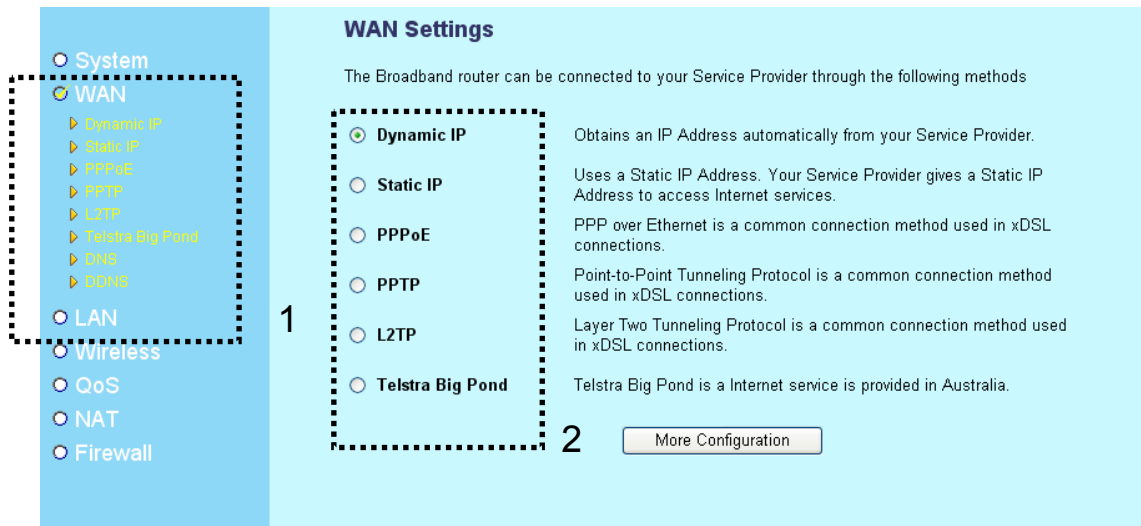 System
WAN
Dynamic IP
Static IP
PPPoE
PPTP
L2TP
Telstra Big Pond
DNS
DDNS
LAN
Wireless
QoS
NAT
Firewall
1
WAN Settings
The Broadband router can be connected to your Service Provider through the following methods
Dynamic IP
Obtains an IP Address automatically from your Service Provider.
Static IP
Uses a Static IP Address. Your Service Provider gives a Static IP
Address to access Internet services.
PPPoE
PPP over Ethernet is a common connection method used in xDSL
connections.
PPTP
Point-to-Point Tunneling Protocol is a common connection method
used in xDSL connections.
L2TP
Layer Two Tunneling Protocol is a common connection method used
in xDSL connections.
Telstra Big Pond
Telstra Big Pond is a Internet service is provided in Australia.
2
More Configuration